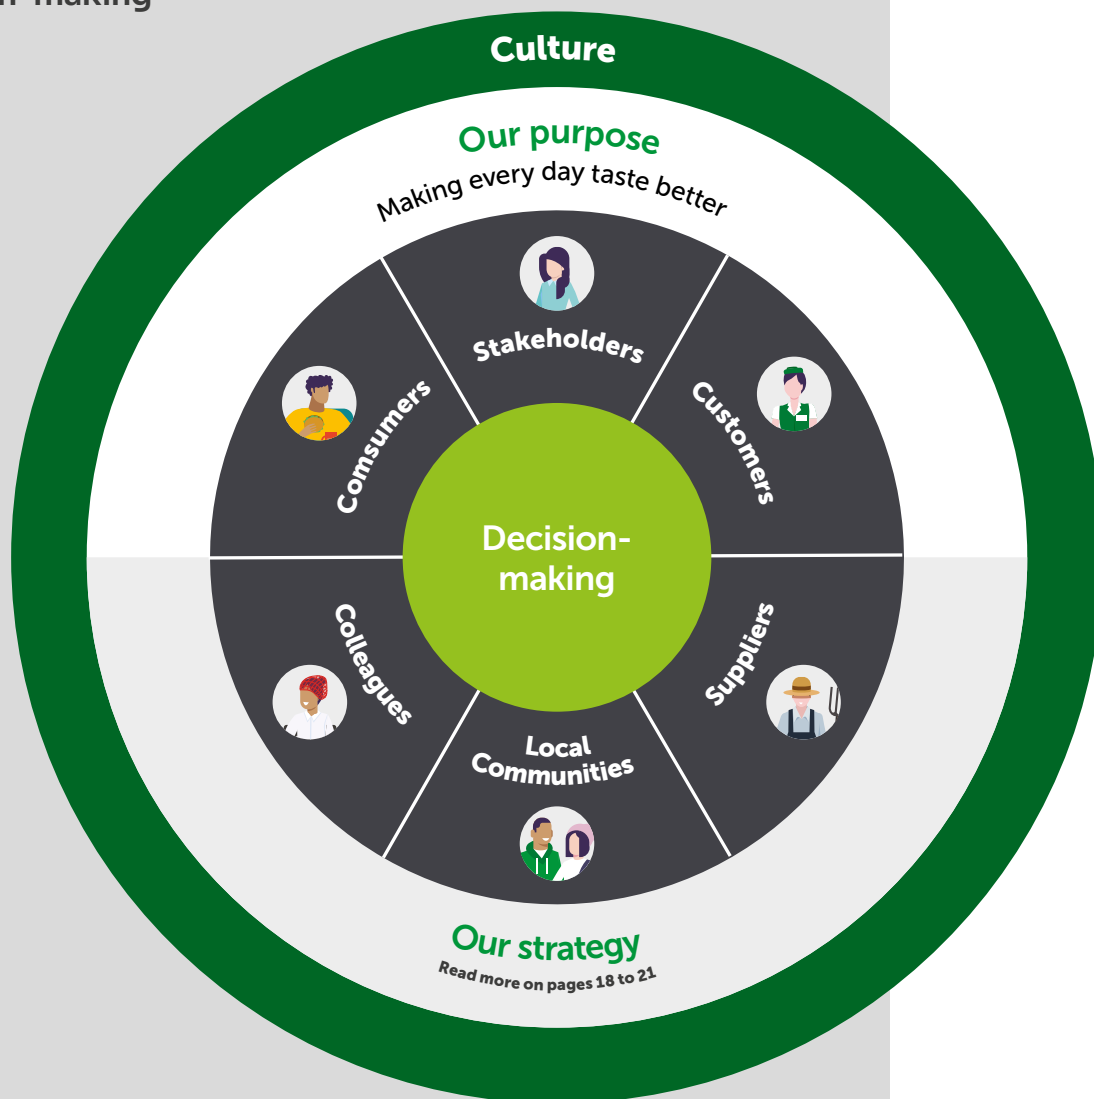 n-making
Culture
Our purpose
Making every day taste better
Stakeholders
Customers
Suppliers
Local
Communities
Colleagues
Comsumers
Decision-
making
Our strategy
Read more on pages 18 to 21